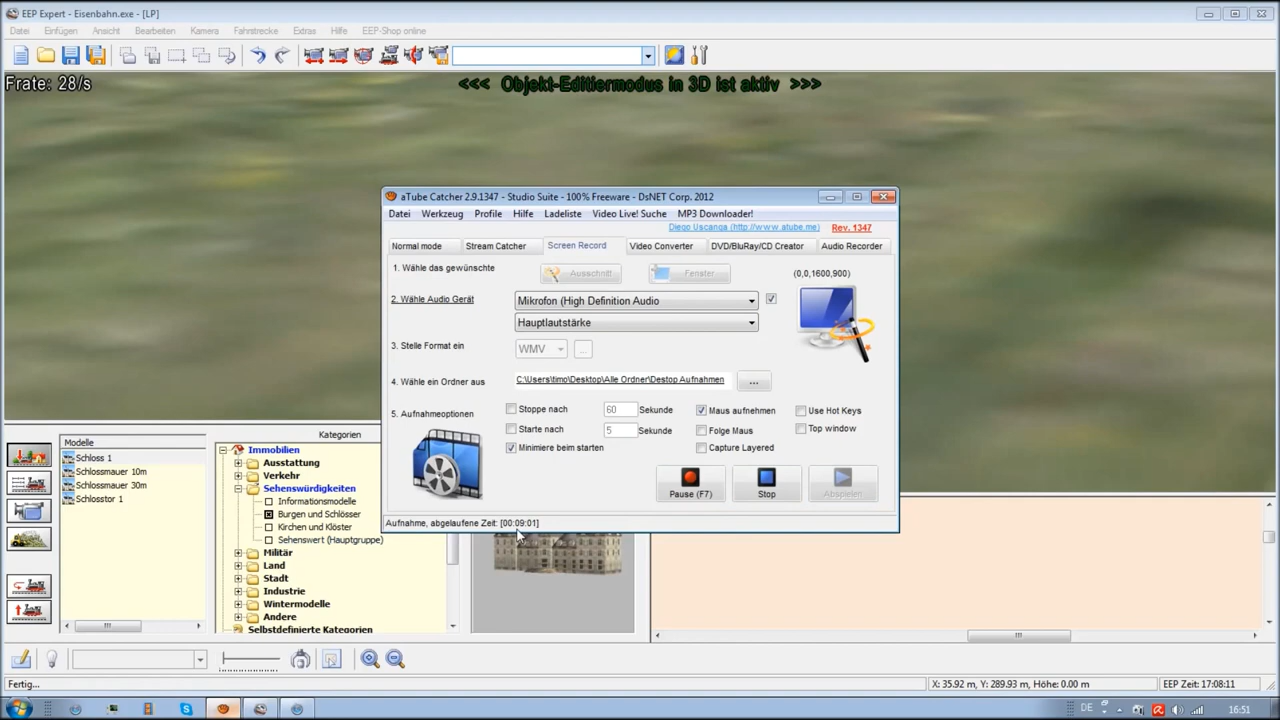 EEP Expert - Eisenbahn.exe - [LP]
Datei Einfügen Ansicht Bearbeiten Kamera Fahrstrecke Extras Hilfe EEP-Shop online
Frate: 28/s
<<< Objekt-Editiermodus in 3D ist aktiv >>>
aTube Catcher 2.9.1347 - Studio Suite - 100% Freeware - DsNET Corp. 2012
Datei Werkzeug Profile Hilfe Ladeliste Video Live! Suche MP3 Downloader!
Diego Uscanga (http://www.atube.me) Rev. 1347
Normal mode Stream Catcher Screen Record Video Converter DVD/BluRay/CD Creator Audio Recorder
1. Wähle das gewünschte Ausschnitt Fenster (0,0,1600,900)
2. Wähle Audio Gerät Mikrofon (High Definition Audio
Hauptlautstärke
3. Stelle Format ein WMV ...
4. Wähle ein Ordner aus C:\Users\timo\Desktop\Alle Ordner\Destop Aufnahmen ...
5. Aufnahmeoptionen Stoppe nach 60 Sekunde Maus aufnehmen Use Hot Keys
Starte nach 5 Sekunde Folge Maus Top window
Minimiere beim starten Capture Layered
Pause (F7) Stop Abspielen
Aufnahme, abgelaufene Zeit: [00:09:01]
Modelle
Schloss 1
Schlossmauer 10m
Schlossmauer 30m
Schlosstor 1
Kategorien
Immobilien
Ausstattung
Verkehr
Sehenswürdigkeiten
Informationsmodelle
Burgen und Schlösser
Kirchen und Klöster
Sehenswert (Hauptgruppe)
Militär
Land
Stadt
Industrie
Wintermodelle
Andere
Selbstdefinierte Kategorien
Fertig... X: 35.92 m, Y: 289.93 m, Höhe: 0.00 m EEP Zeit: 17:08:11
DE 16:51